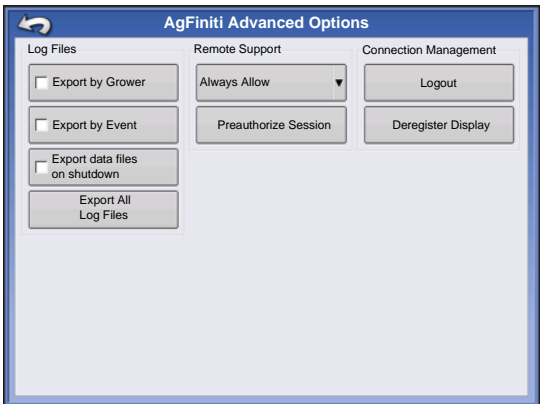 AgFiniti Advanced Options
Log Files
Export by Grower
Export by Event
Export data files
on shutdown
Export All
Log Files
Remote Support
Always Allow
Preauthorize Session
Connection Management
Logout
Deregister Display